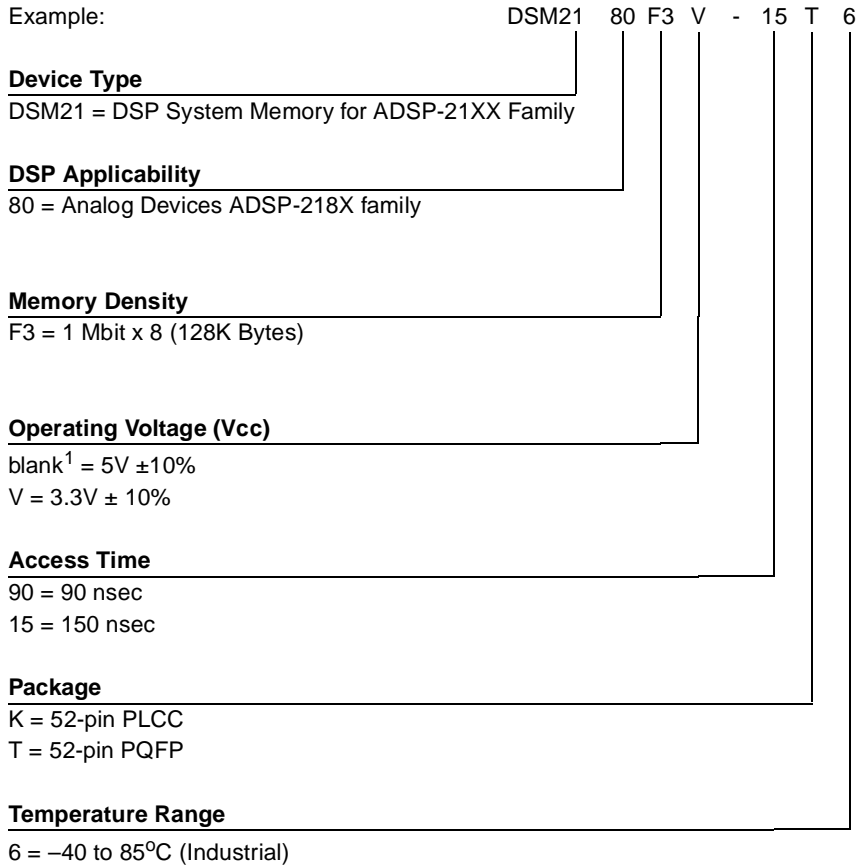 Example: DSM21 80 F3 V - 15 T 6
Device Type
DSM21 = DSP System Memory for ADSP-21XX Family
DSP Applicability
80 = Analog Devices ADSP-218X family
Memory Density
F3 = 1 Mbit x 8 (128K Bytes)
Operating Voltage (Vcc)
blank¹ = 5V ±10%
V = 3.3V ± 10%
Access Time
90 = 90 nsec
15 = 150 nsec
Package
K = 52-pin PLCC
T = 52-pin PQFP
Temperature Range
6 = –40 to 85ºC (Industrial)